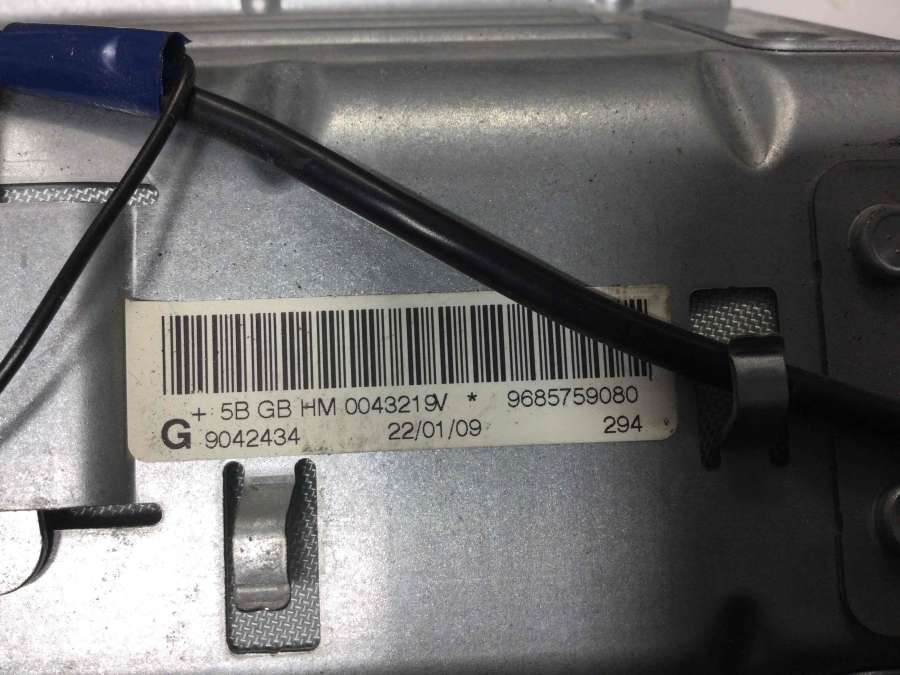 + 5B GB HM 0043219V * 9685759080
G 9042434 22/01/09 294